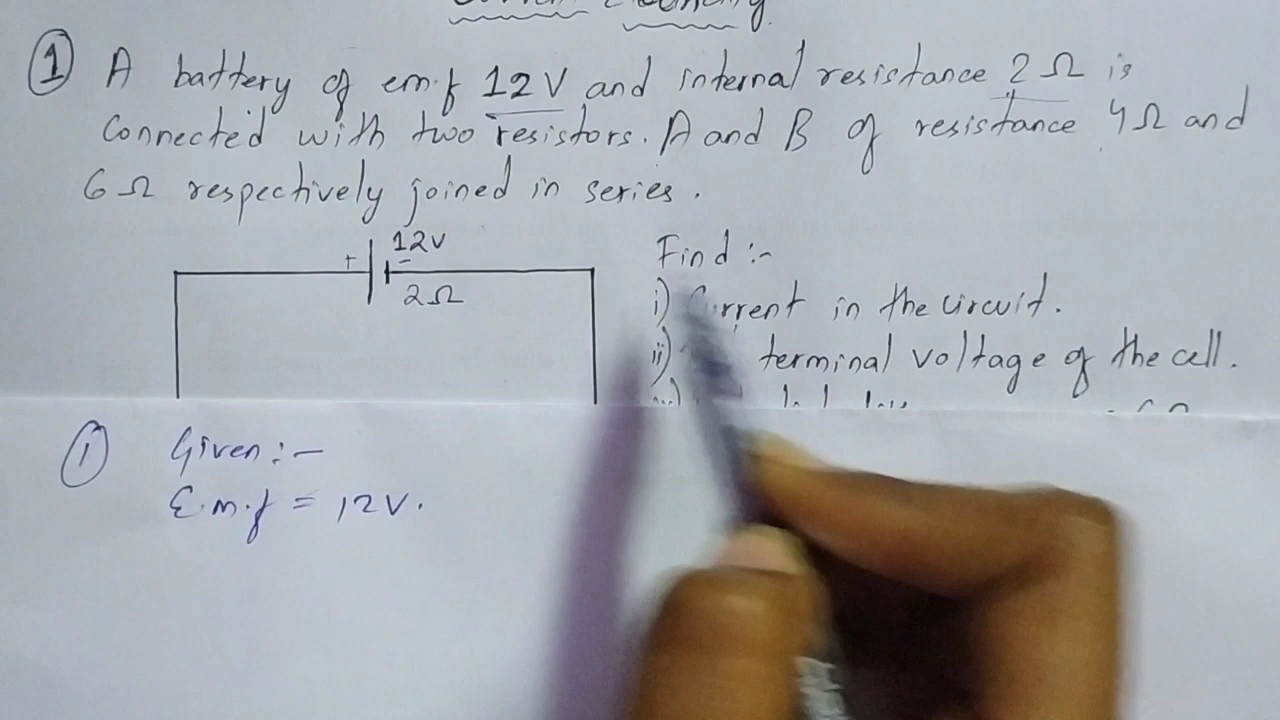 ① A battery of em.f 12V and internal resistance 2Ω is
Connected with two resistors. A and B of resistance 4Ω and
6Ω respectively joined in series.
+ 12V
-
2Ω
Find :-
i) Current in the circuit.
ii) terminal voltage of the cell.
① Given :-
E.m.f = 12V.